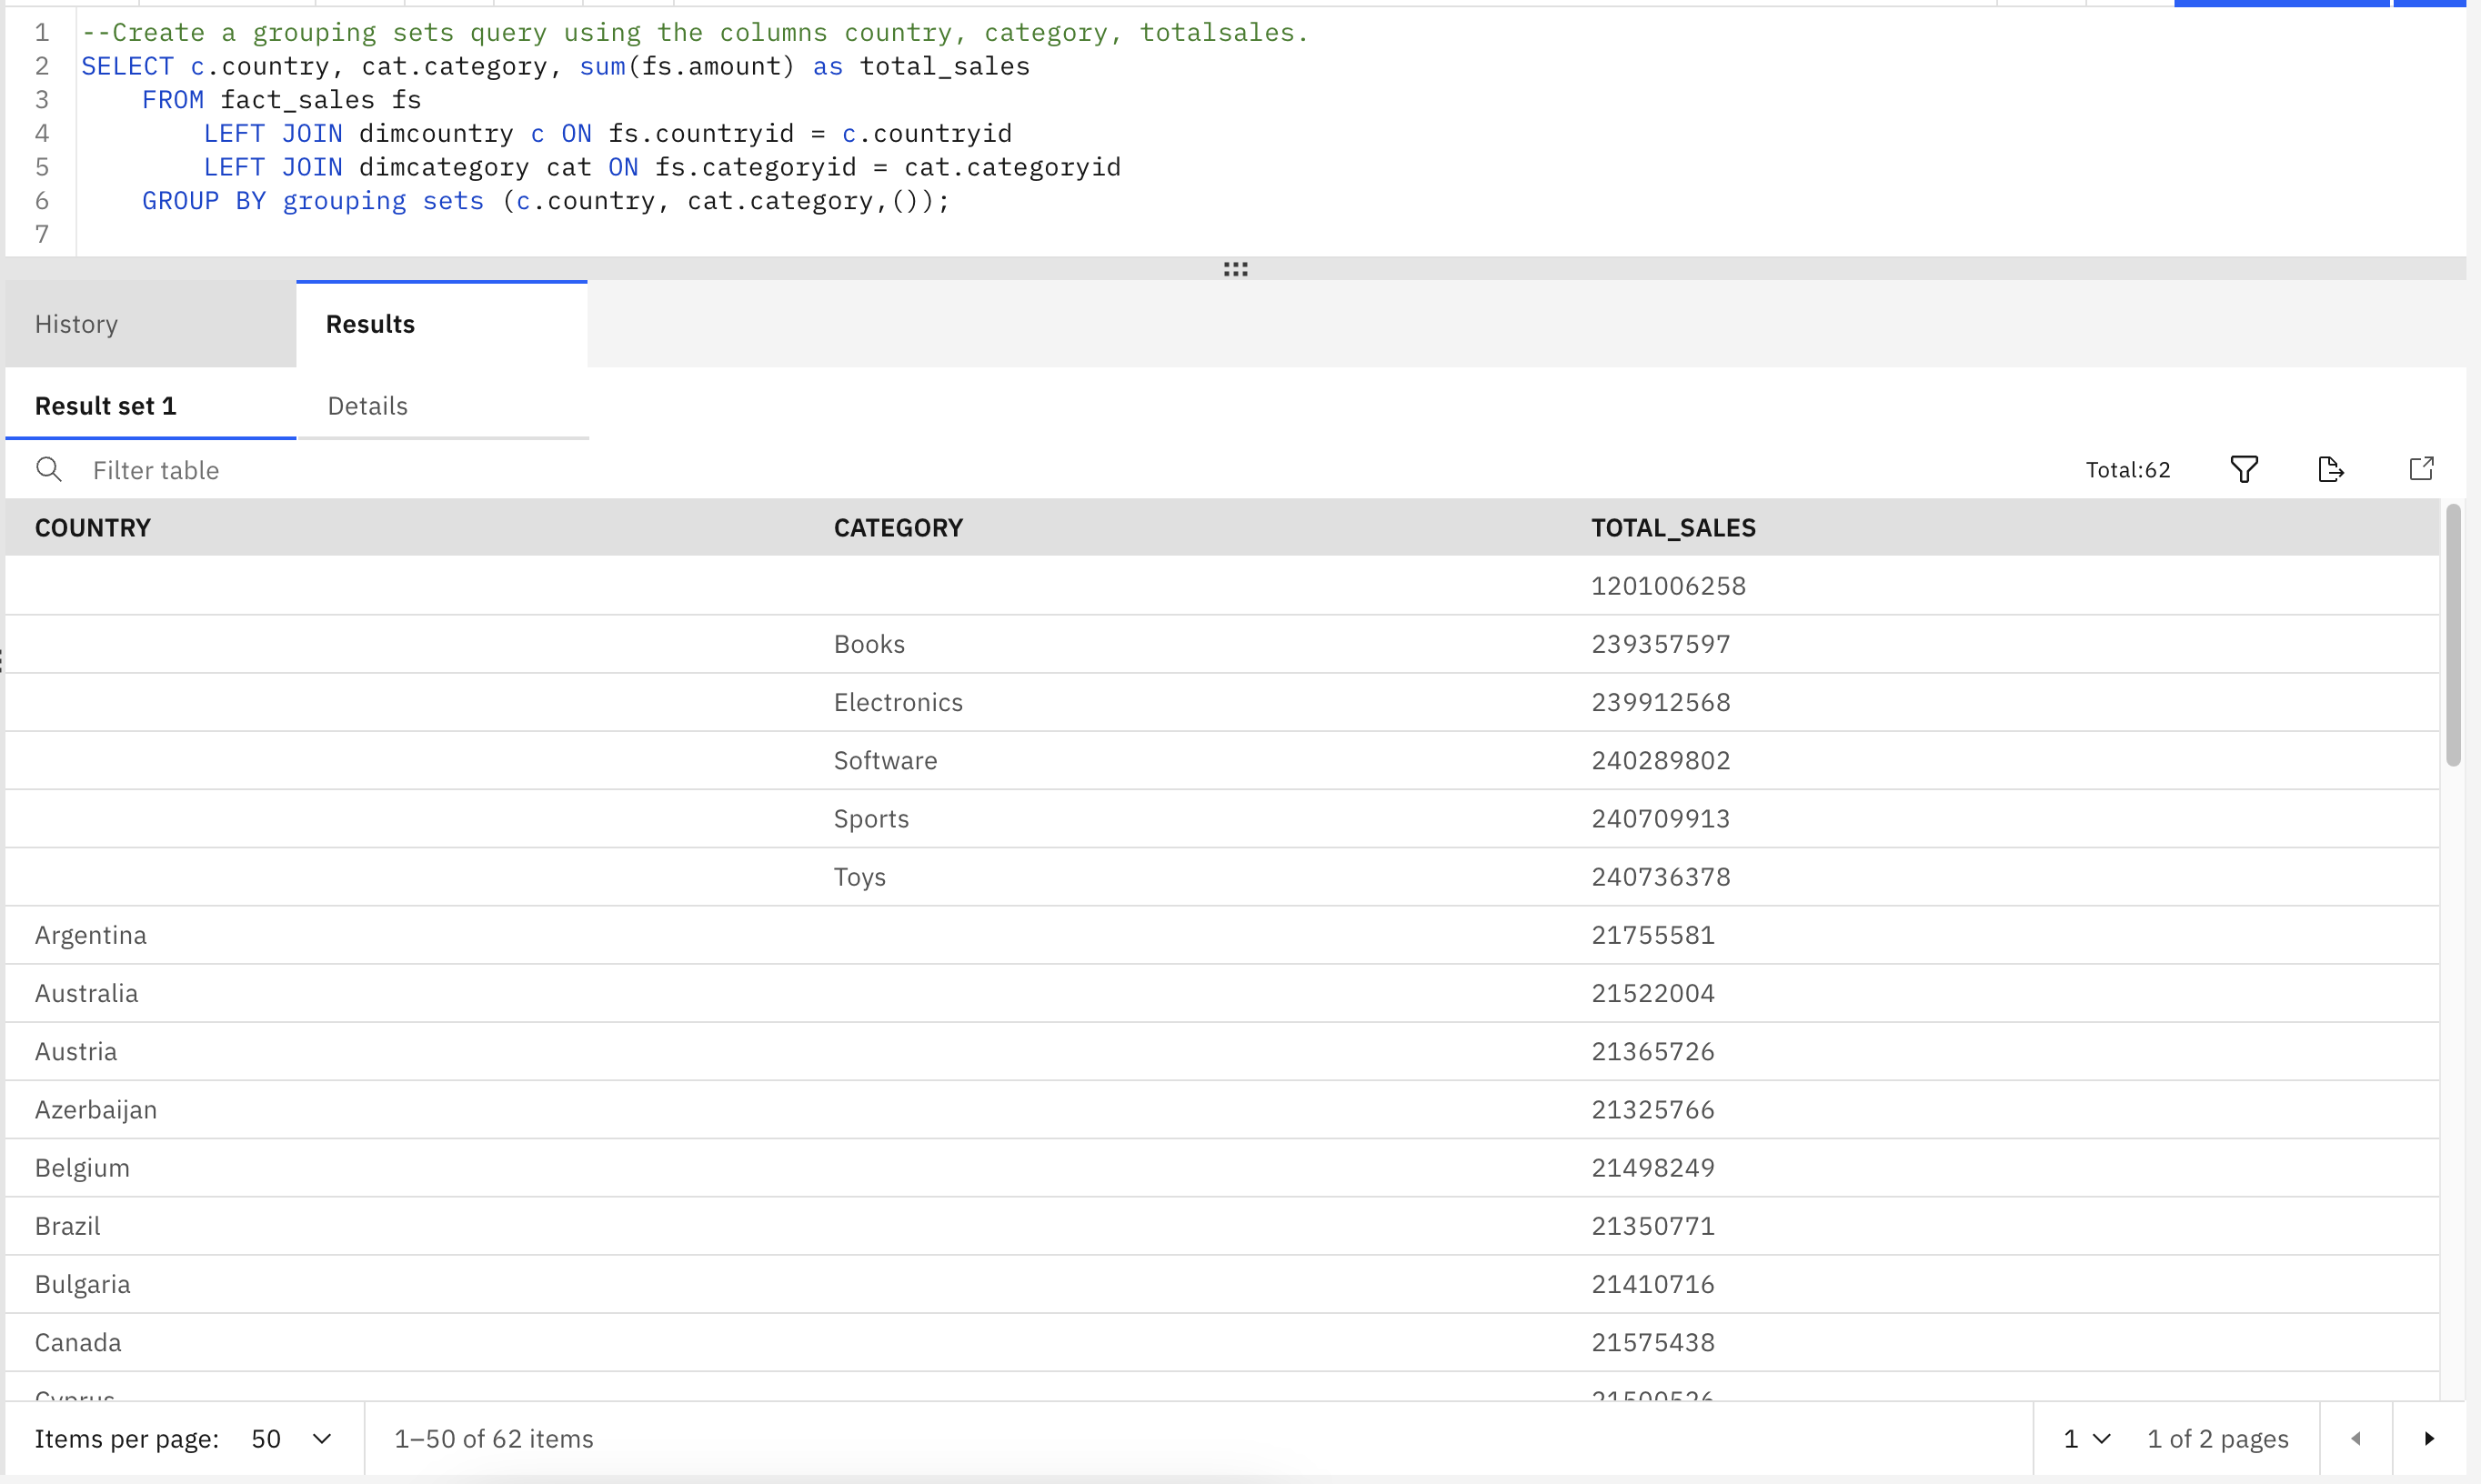 1 --Create a grouping sets query using the columns country, category, totalsales.
2 SELECT c.country, cat.category, sum(fs.amount) as total_sales
3 FROM fact_sales fs
4 LEFT JOIN dimcountry c ON fs.countryid = c.countryid
5 LEFT JOIN dimcategory cat ON fs.categoryid = cat.categoryid
6 GROUP BY grouping sets (c.country, cat.category,());
7
History Results
Result set 1 Details
Filter table Total:62
COUNTRY CATEGORY TOTAL_SALES
1201006258
Books 239357597
Electronics 239912568
Software 240289802
Sports 240709913
Toys 240736378
Argentina 21755581
Australia 21522004
Austria 21365726
Azerbaijan 21325766
Belgium 21498249
Brazil 21350771
Bulgaria 21410716
Canada 21575438
Cyprus 21500526
Items per page: 50 1–50 of 62 items 1 1 of 2 pages